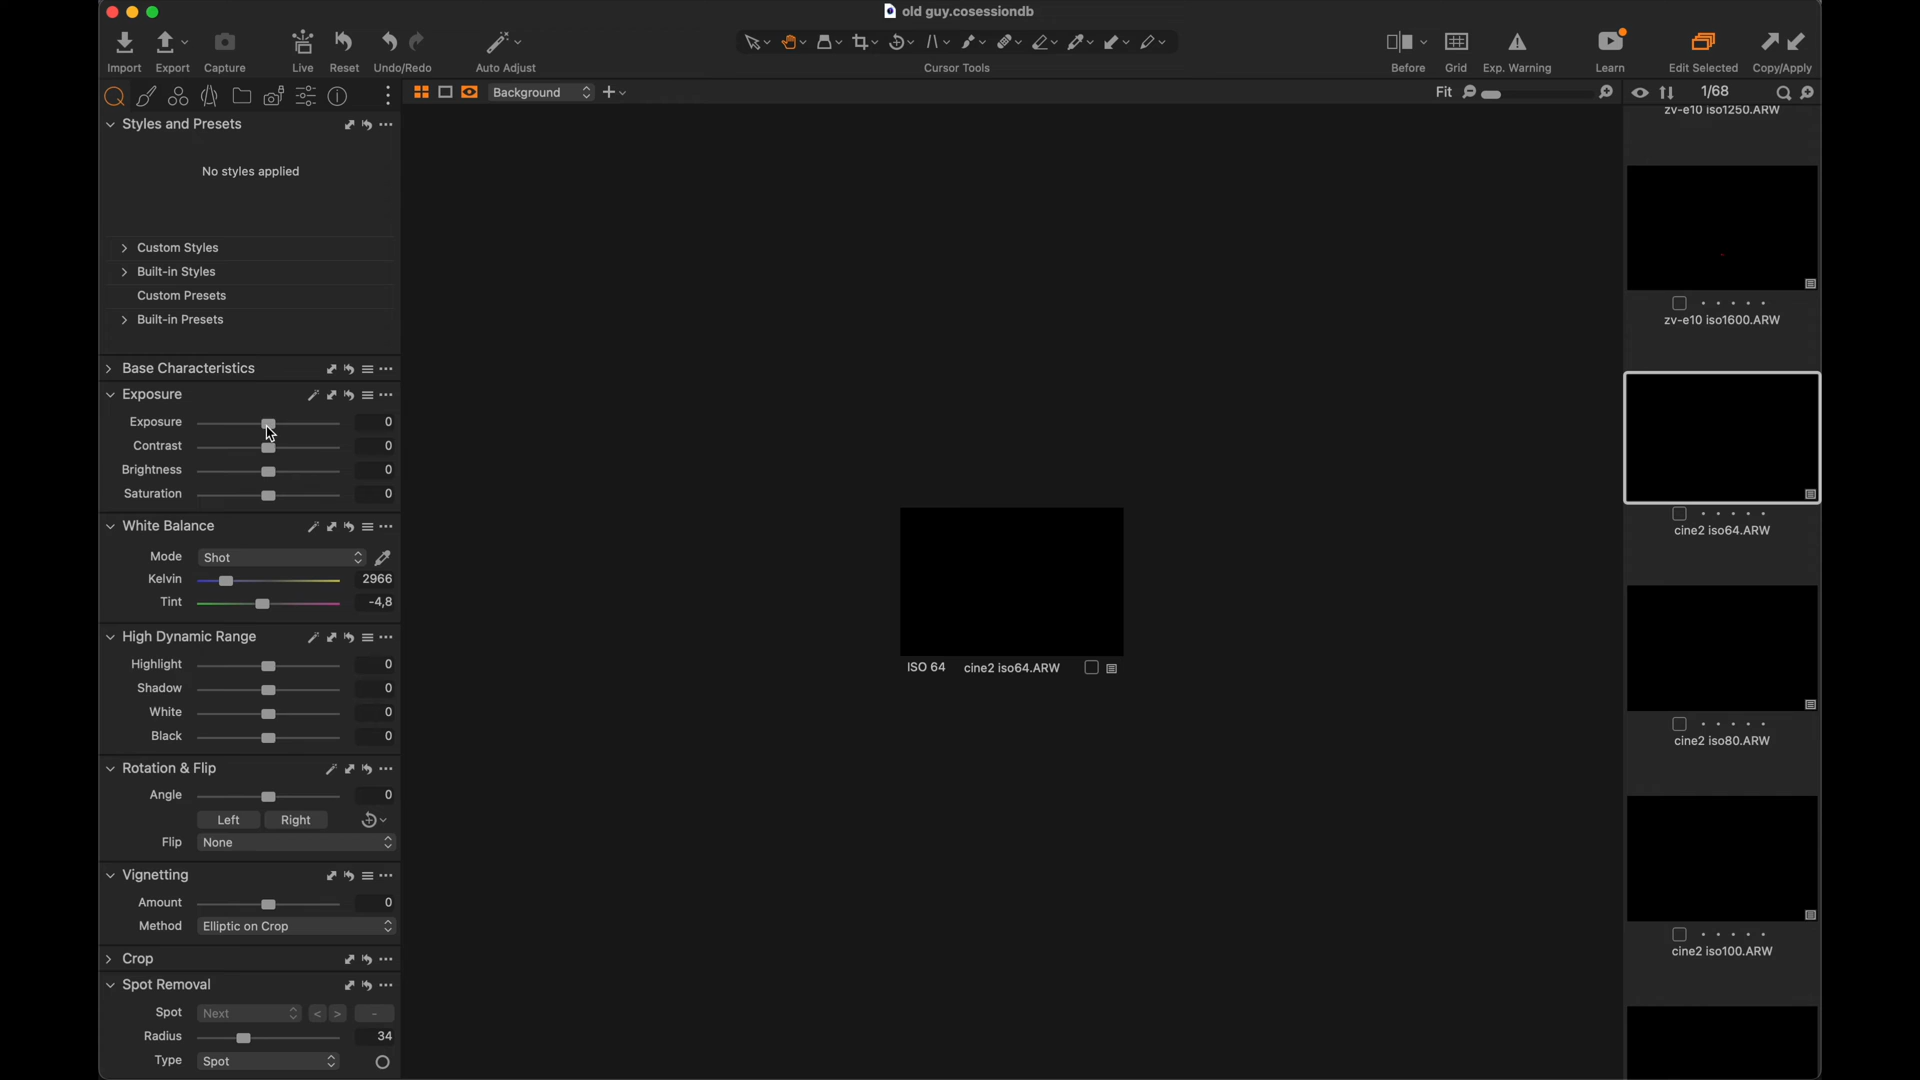 old guy.cosessiondb
Import
Export
Capture
Live
Reset
Undo/Redo
Auto Adjust
Cursor Tools
Before
Grid
Exp. Warning
Learn
Edit Selected
Copy/Apply
Background
Fit
1/68
Styles and Presets
No styles applied
Custom Styles
Built-in Styles
Custom Presets
Built-in Presets
Base Characteristics
Exposure
Exposure 0
Contrast 0
Brightness 0
Saturation 0
White Balance
Mode Shot
Kelvin 2966
Tint -4,8
High Dynamic Range
Highlight 0
Shadow 0
White 0
Black 0
Rotation & Flip
Angle 0
Left Right
Flip None
Vignetting
Amount 0
Method Elliptic on Crop
Crop
Spot Removal
Spot Next < > -
Radius 34
Type Spot
ISO 64 cine2 iso64.ARW
zv-e10 iso1250.ARW
zv-e10 iso1600.ARW
cine2 iso64.ARW
cine2 iso80.ARW
cine2 iso100.ARW